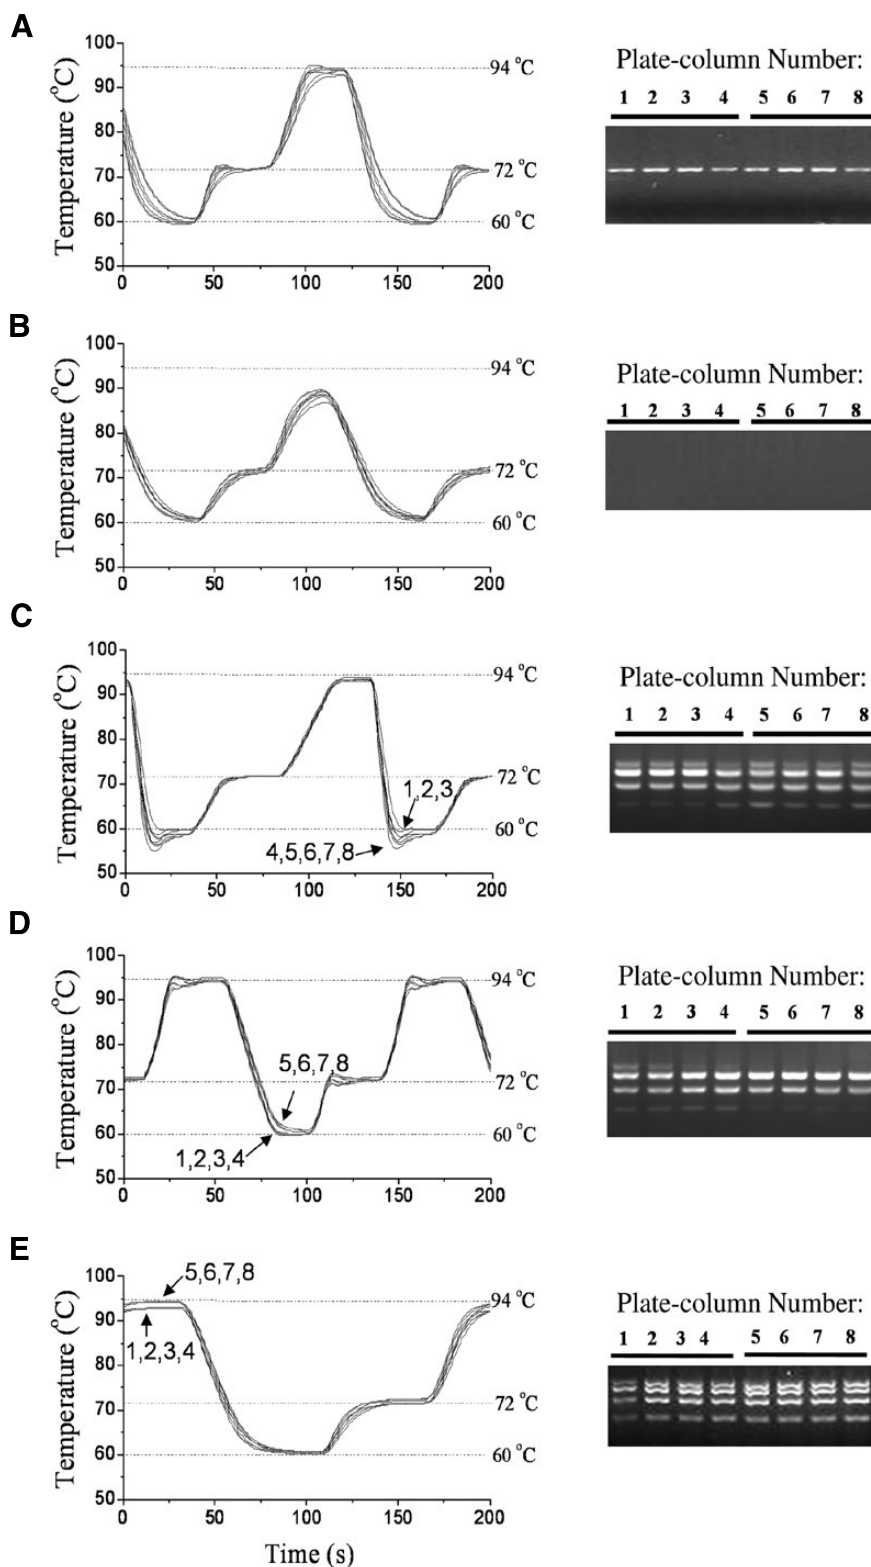 A
Temperature (°C)
100
90
80
70
60
50
94 °C
72 °C
60 °C
0 50 100 150 200
Plate-column Number:
1 2 3 4 5 6 7 8
B
Temperature (°C)
100
90
80
70
60
50
94 °C
72 °C
60 °C
0 50 100 150 200
Plate-column Number:
1 2 3 4 5 6 7 8
C
Temperature (°C)
100
90
80
70
60
50
94 °C
72 °C
1,2,3
60 °C
4,5,6,7,8
0 50 100 150 200
Plate-column Number:
1 2 3 4 5 6 7 8
D
Temperature (°C)
100
90
80
70
60
50
94 °C
5,6,7,8
72 °C
60 °C
1,2,3,4
0 50 100 150 200
Plate-column Number:
1 2 3 4 5 6 7 8
E
Temperature (°C)
100
90
80
70
60
50
5,6,7,8
94 °C
1,2,3,4
72 °C
60 °C
0 50 100 150 200
Time (s)
Plate-column Number:
1 2 3 4 5 6 7 8